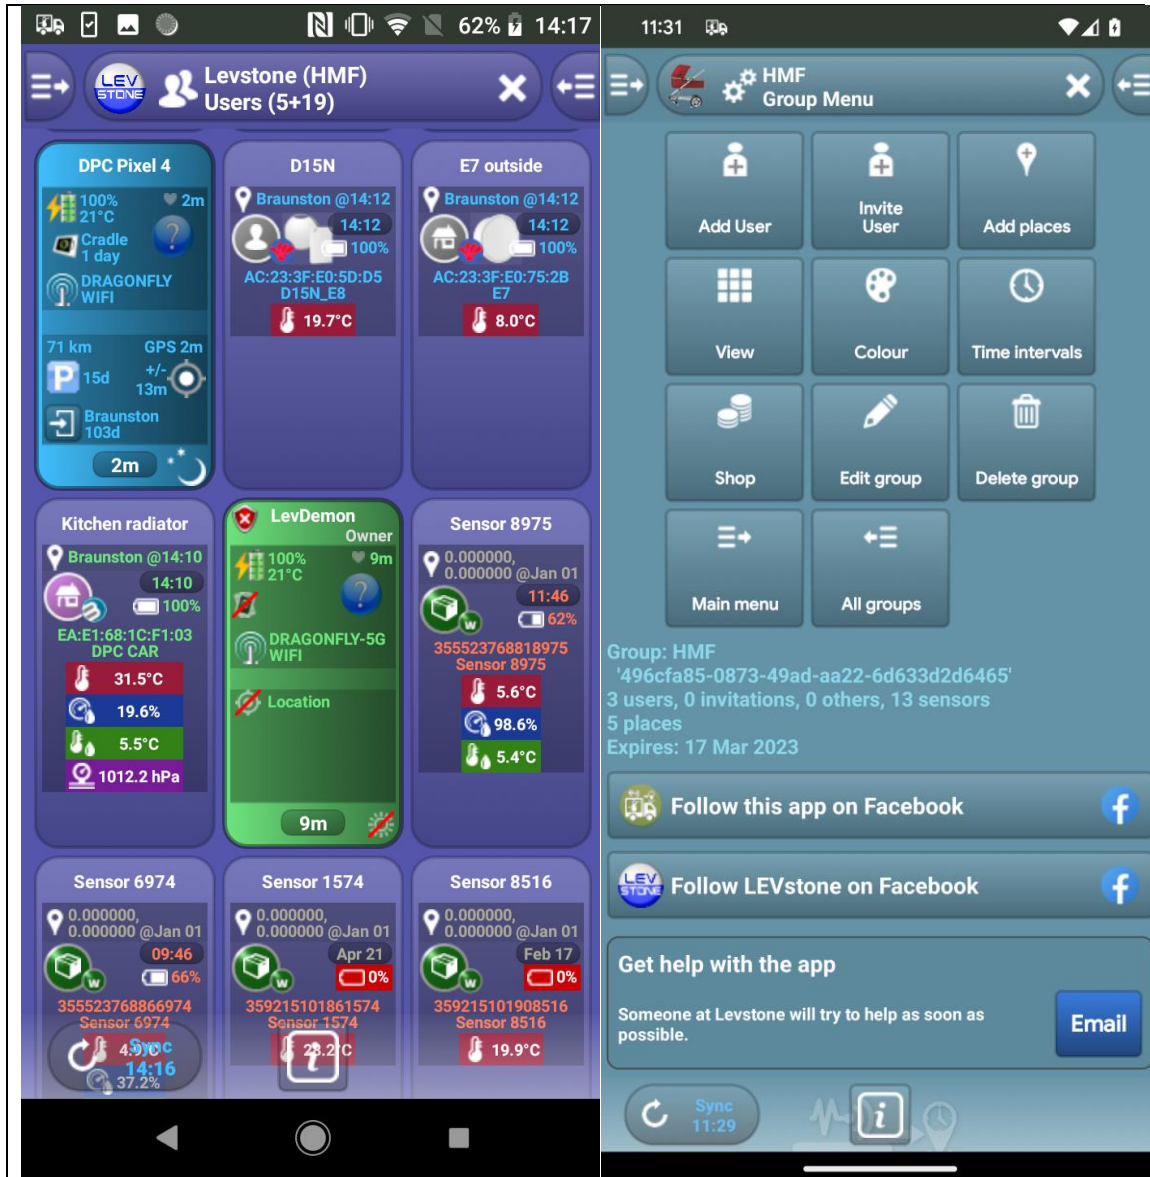 62% 14:17
LEV
STONE
Levstone (HMF)
Users (5+19)
DPC Pixel 4
100%
21°C
2m
?
Cradle
1 day
DRAGONFLY
WIFI
71 km
GPS 2m
P
15d
+/-
13m
Braunston
103d
2m
D15N
Braunston @14:12
14:12
100%
AC:23:3F:E0:5D:D5
D15N_E8
19.7°C
E7 outside
Braunston @14:12
14:12
100%
AC:23:3F:E0:75:2B
E7
8.0°C
Kitchen radiator
Braunston @14:10
14:10
100%
EA:E1:68:1C:F1:03
DPC CAR
31.5°C
19.6%
5.5°C
1012.2 hPa
LevDemon
Owner
100%
21°C
9m
?
DRAGONFLY-5G
WIFI
Location
9m
Sensor 8975
0.000000,
0.000000 @Jan 01
11:46
62%
w
355523768818975
Sensor 8975
5.6°C
98.6%
5.4°C
Sensor 6974
0.000000,
0.000000 @Jan 01
09:46
66%
w
355523768866974
Sensor 6974
4.9°C
37.2%
Sync
14:16
Sensor 1574
0.000000,
0.000000 @Jan 01
Apr 21
0%
w
359215101861574
Sensor 1574
23.2°C
i
Sensor 8516
0.000000,
0.000000 @Jan 01
Feb 17
0%
w
359215101908516
Sensor 8516
19.9°C
11:31
HMF
Group Menu
Add User
Invite
User
Add places
View
Colour
Time intervals
Shop
Edit group
Delete group
Main menu
All groups
Group: HMF
'496cfa85-0873-49ad-aa22-6d633d2d6465'
3 users, 0 invitations, 0 others, 13 sensors
5 places
Expires: 17 Mar 2023
Follow this app on Facebook
f
LEV
STONE
Follow LEVstone on Facebook
f
Get help with the app
Someone at Levstone will try to help as soon as
possible.
Email
Sync
11:29
i